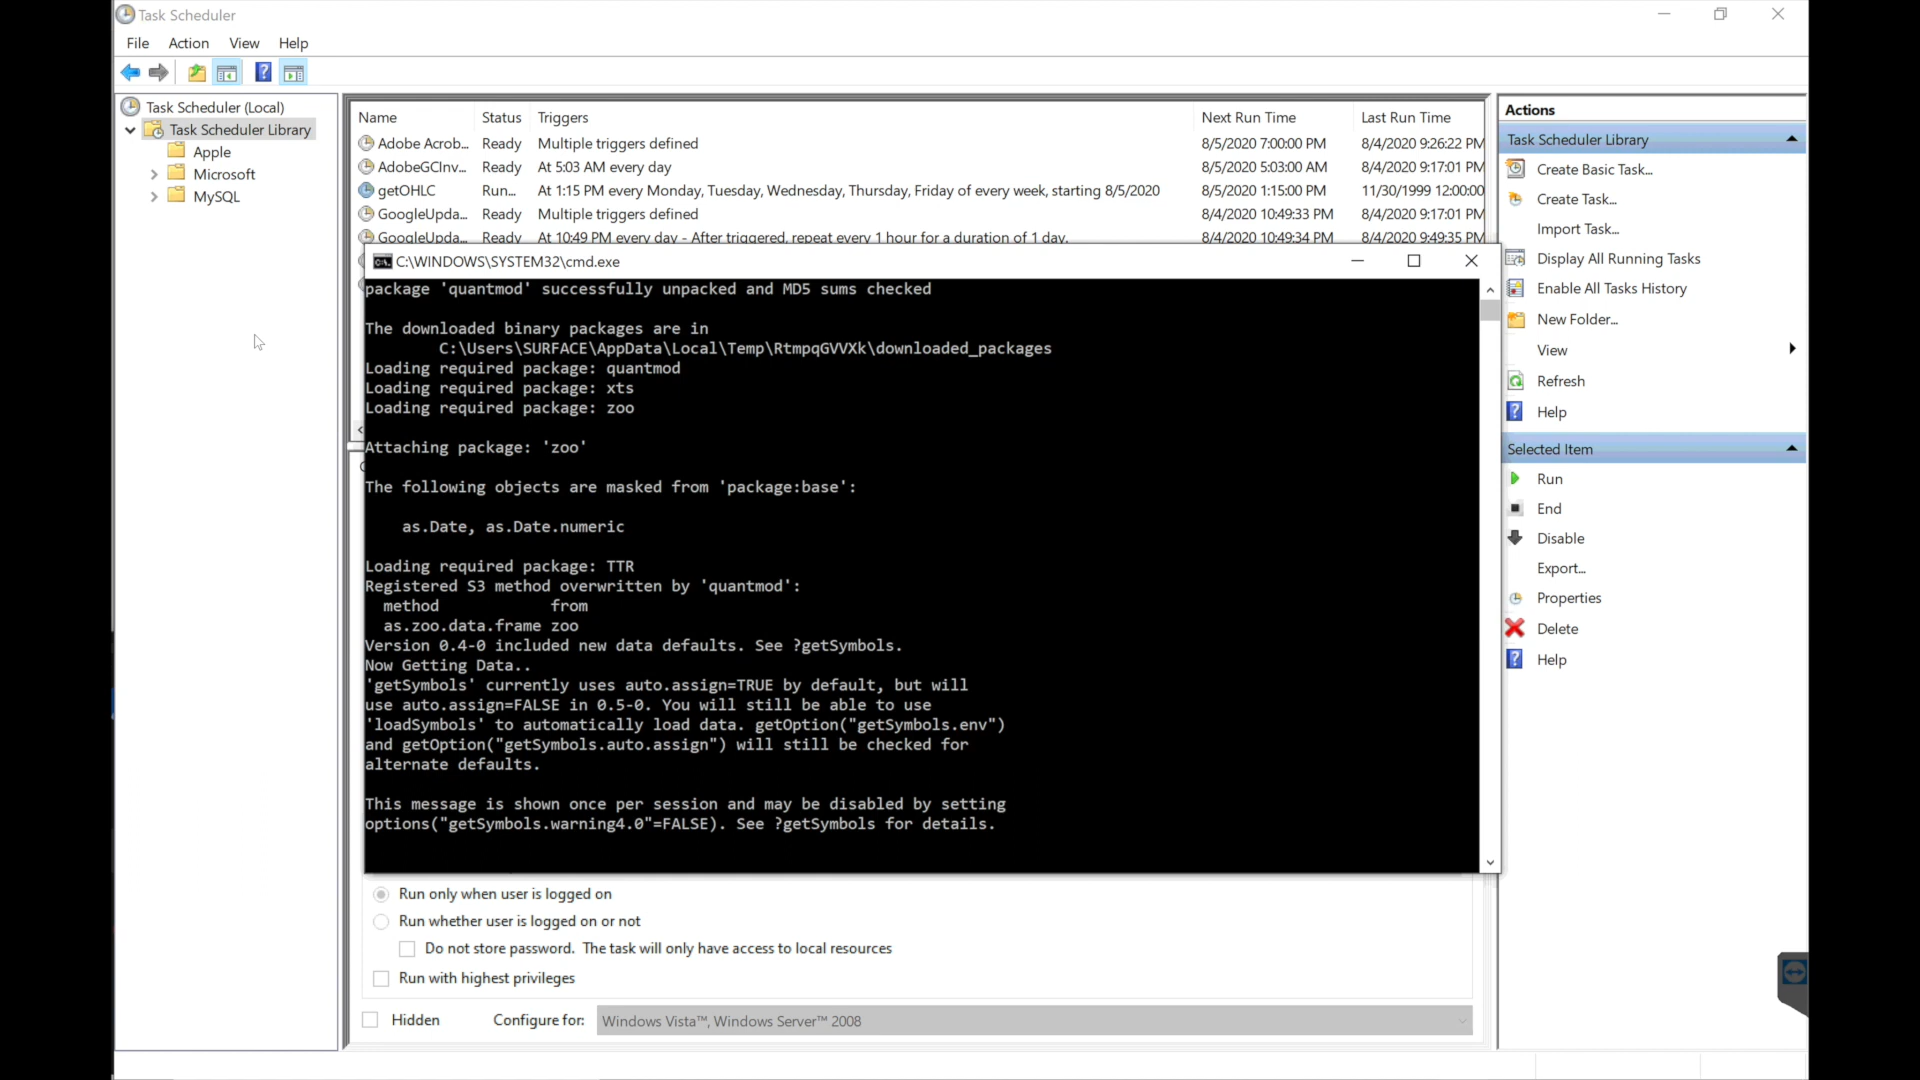 Task Scheduler
File Action View Help
Task Scheduler (Local)
Task Scheduler Library
Apple
Microsoft
MySQL
Name Status Triggers Next Run Time Last Run Time
Adobe Acrob... Ready Multiple triggers defined 8/5/2020 7:00:00 PM 8/4/2020 9:26:22 PM
AdobeGCInv... Ready At 5:03 AM every day 8/5/2020 5:03:00 AM 8/4/2020 9:17:01 PM
getOHLC Run... At 1:15 PM every Monday, Tuesday, Wednesday, Thursday, Friday of every week, starting 8/5/2020 8/5/2020 1:15:00 PM 11/30/1999 12:00:00
GoogleUpda... Ready Multiple triggers defined 8/4/2020 10:49:33 PM 8/4/2020 9:17:01 PM
GoogleUpda... Ready At 10:49 PM every day - After triggered, repeat every 1 hour for a duration of 1 day. 8/4/2020 10:49:34 PM 8/4/2020 9:49:35 PM
C:\WINDOWS\SYSTEM32\cmd.exe
package 'quantmod' successfully unpacked and MD5 sums checked
The downloaded binary packages are in
C:\Users\SURFACE\AppData\Local\Temp\RtmpqGVVXk\downloaded_packages
Loading required package: quantmod
Loading required package: xts
Loading required package: zoo
Attaching package: 'zoo'
The following objects are masked from 'package:base':
as.Date, as.Date.numeric
Loading required package: TTR
Registered S3 method overwritten by 'quantmod':
method from
as.zoo.data.frame zoo
Version 0.4-0 included new data defaults. See ?getSymbols.
Now Getting Data..
'getSymbols' currently uses auto.assign=TRUE by default, but will
use auto.assign=FALSE in 0.5-0. You will still be able to use
'loadSymbols' to automatically load data. getOption("getSymbols.env")
and getOption("getSymbols.auto.assign") will still be checked for
alternate defaults.
This message is shown once per session and may be disabled by setting
options("getSymbols.warning4.0"=FALSE). See ?getSymbols for details.
Run only when user is logged on
Run whether user is logged on or not
Do not store password. The task will only have access to local resources
Run with highest privileges
Hidden Configure for: Windows Vista™, Windows Server™ 2008
Actions
Task Scheduler Library
Create Basic Task...
Create Task...
Import Task...
Display All Running Tasks
Enable All Tasks History
New Folder...
View
Refresh
Help
Selected Item
Run
End
Disable
Export...
Properties
Delete
Help